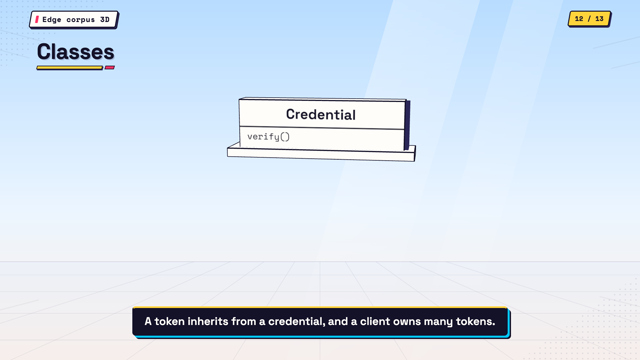 Edge corpus 3D
12 / 13
Classes
Credential
verify()
A token inherits from a credential, and a client owns many tokens.